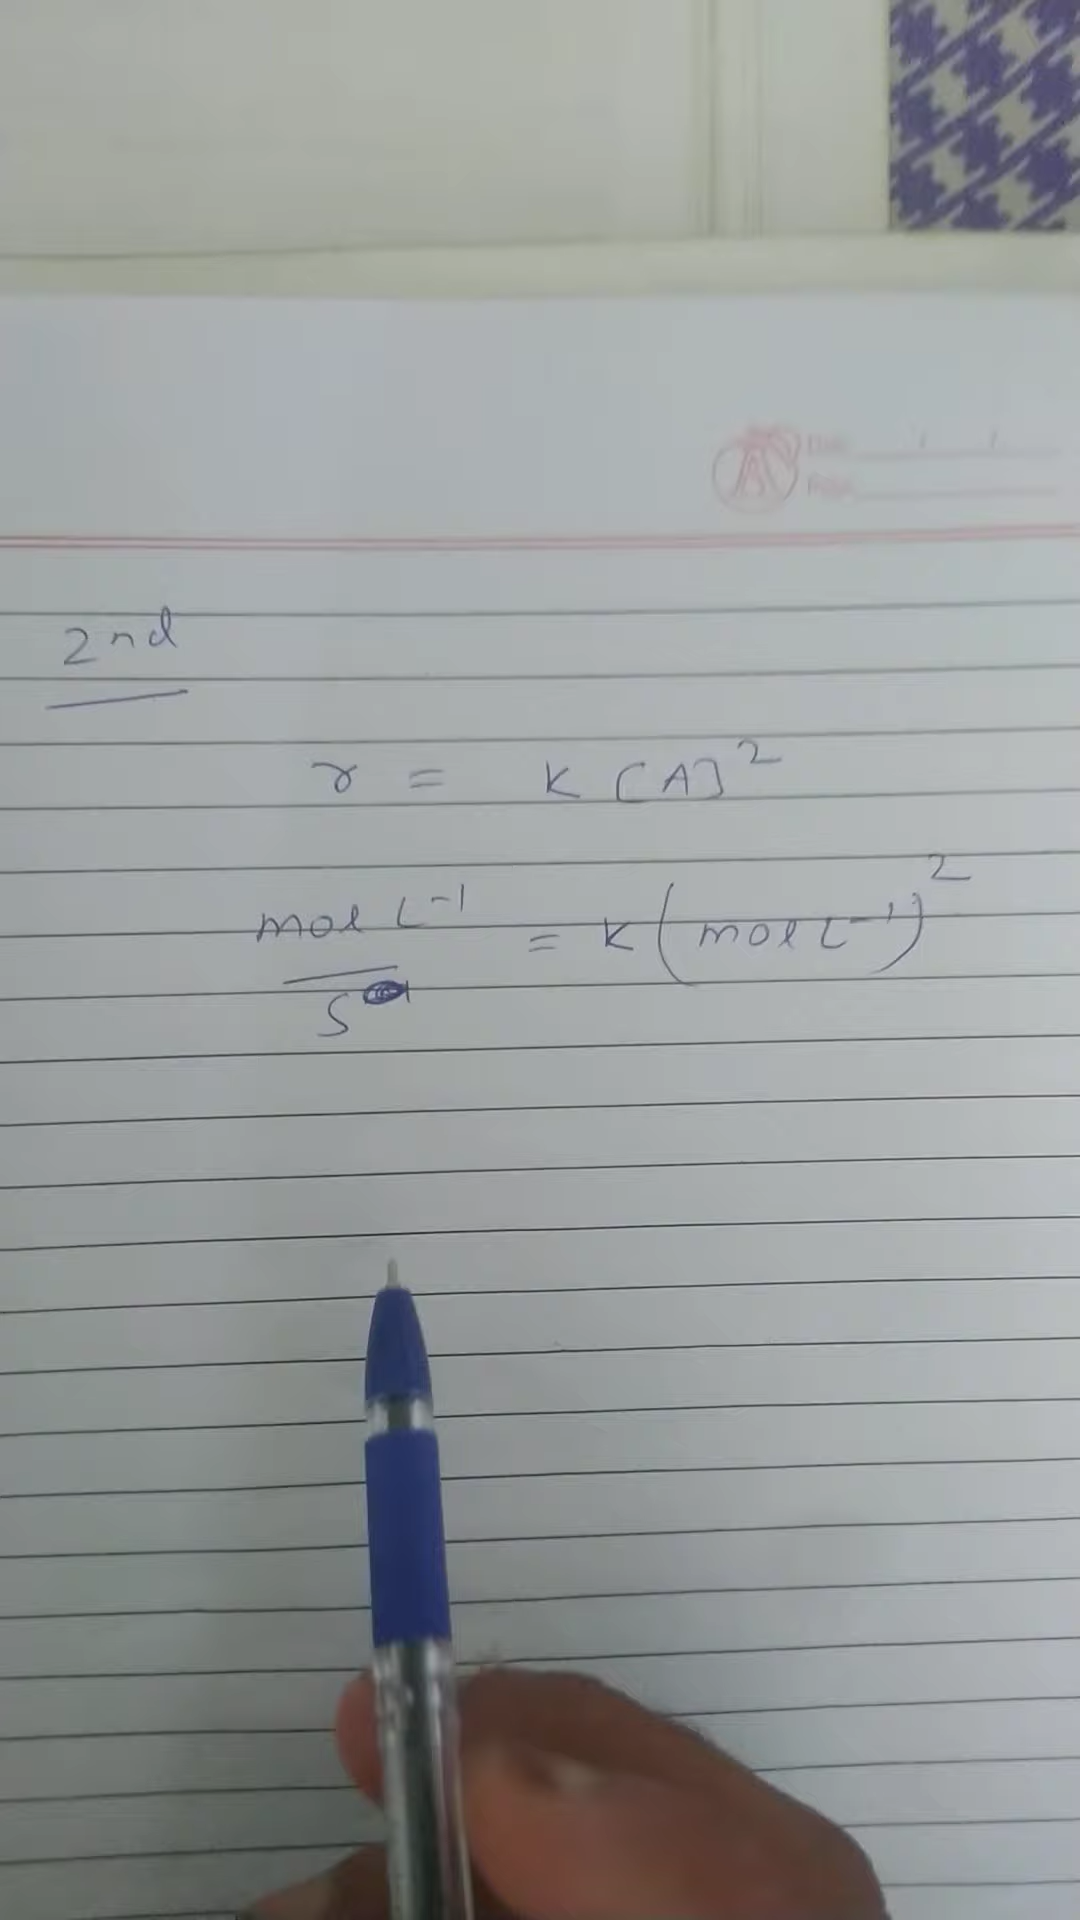 2nd
r = K [A]²
mol L⁻¹ / S = K (mol L⁻¹)²